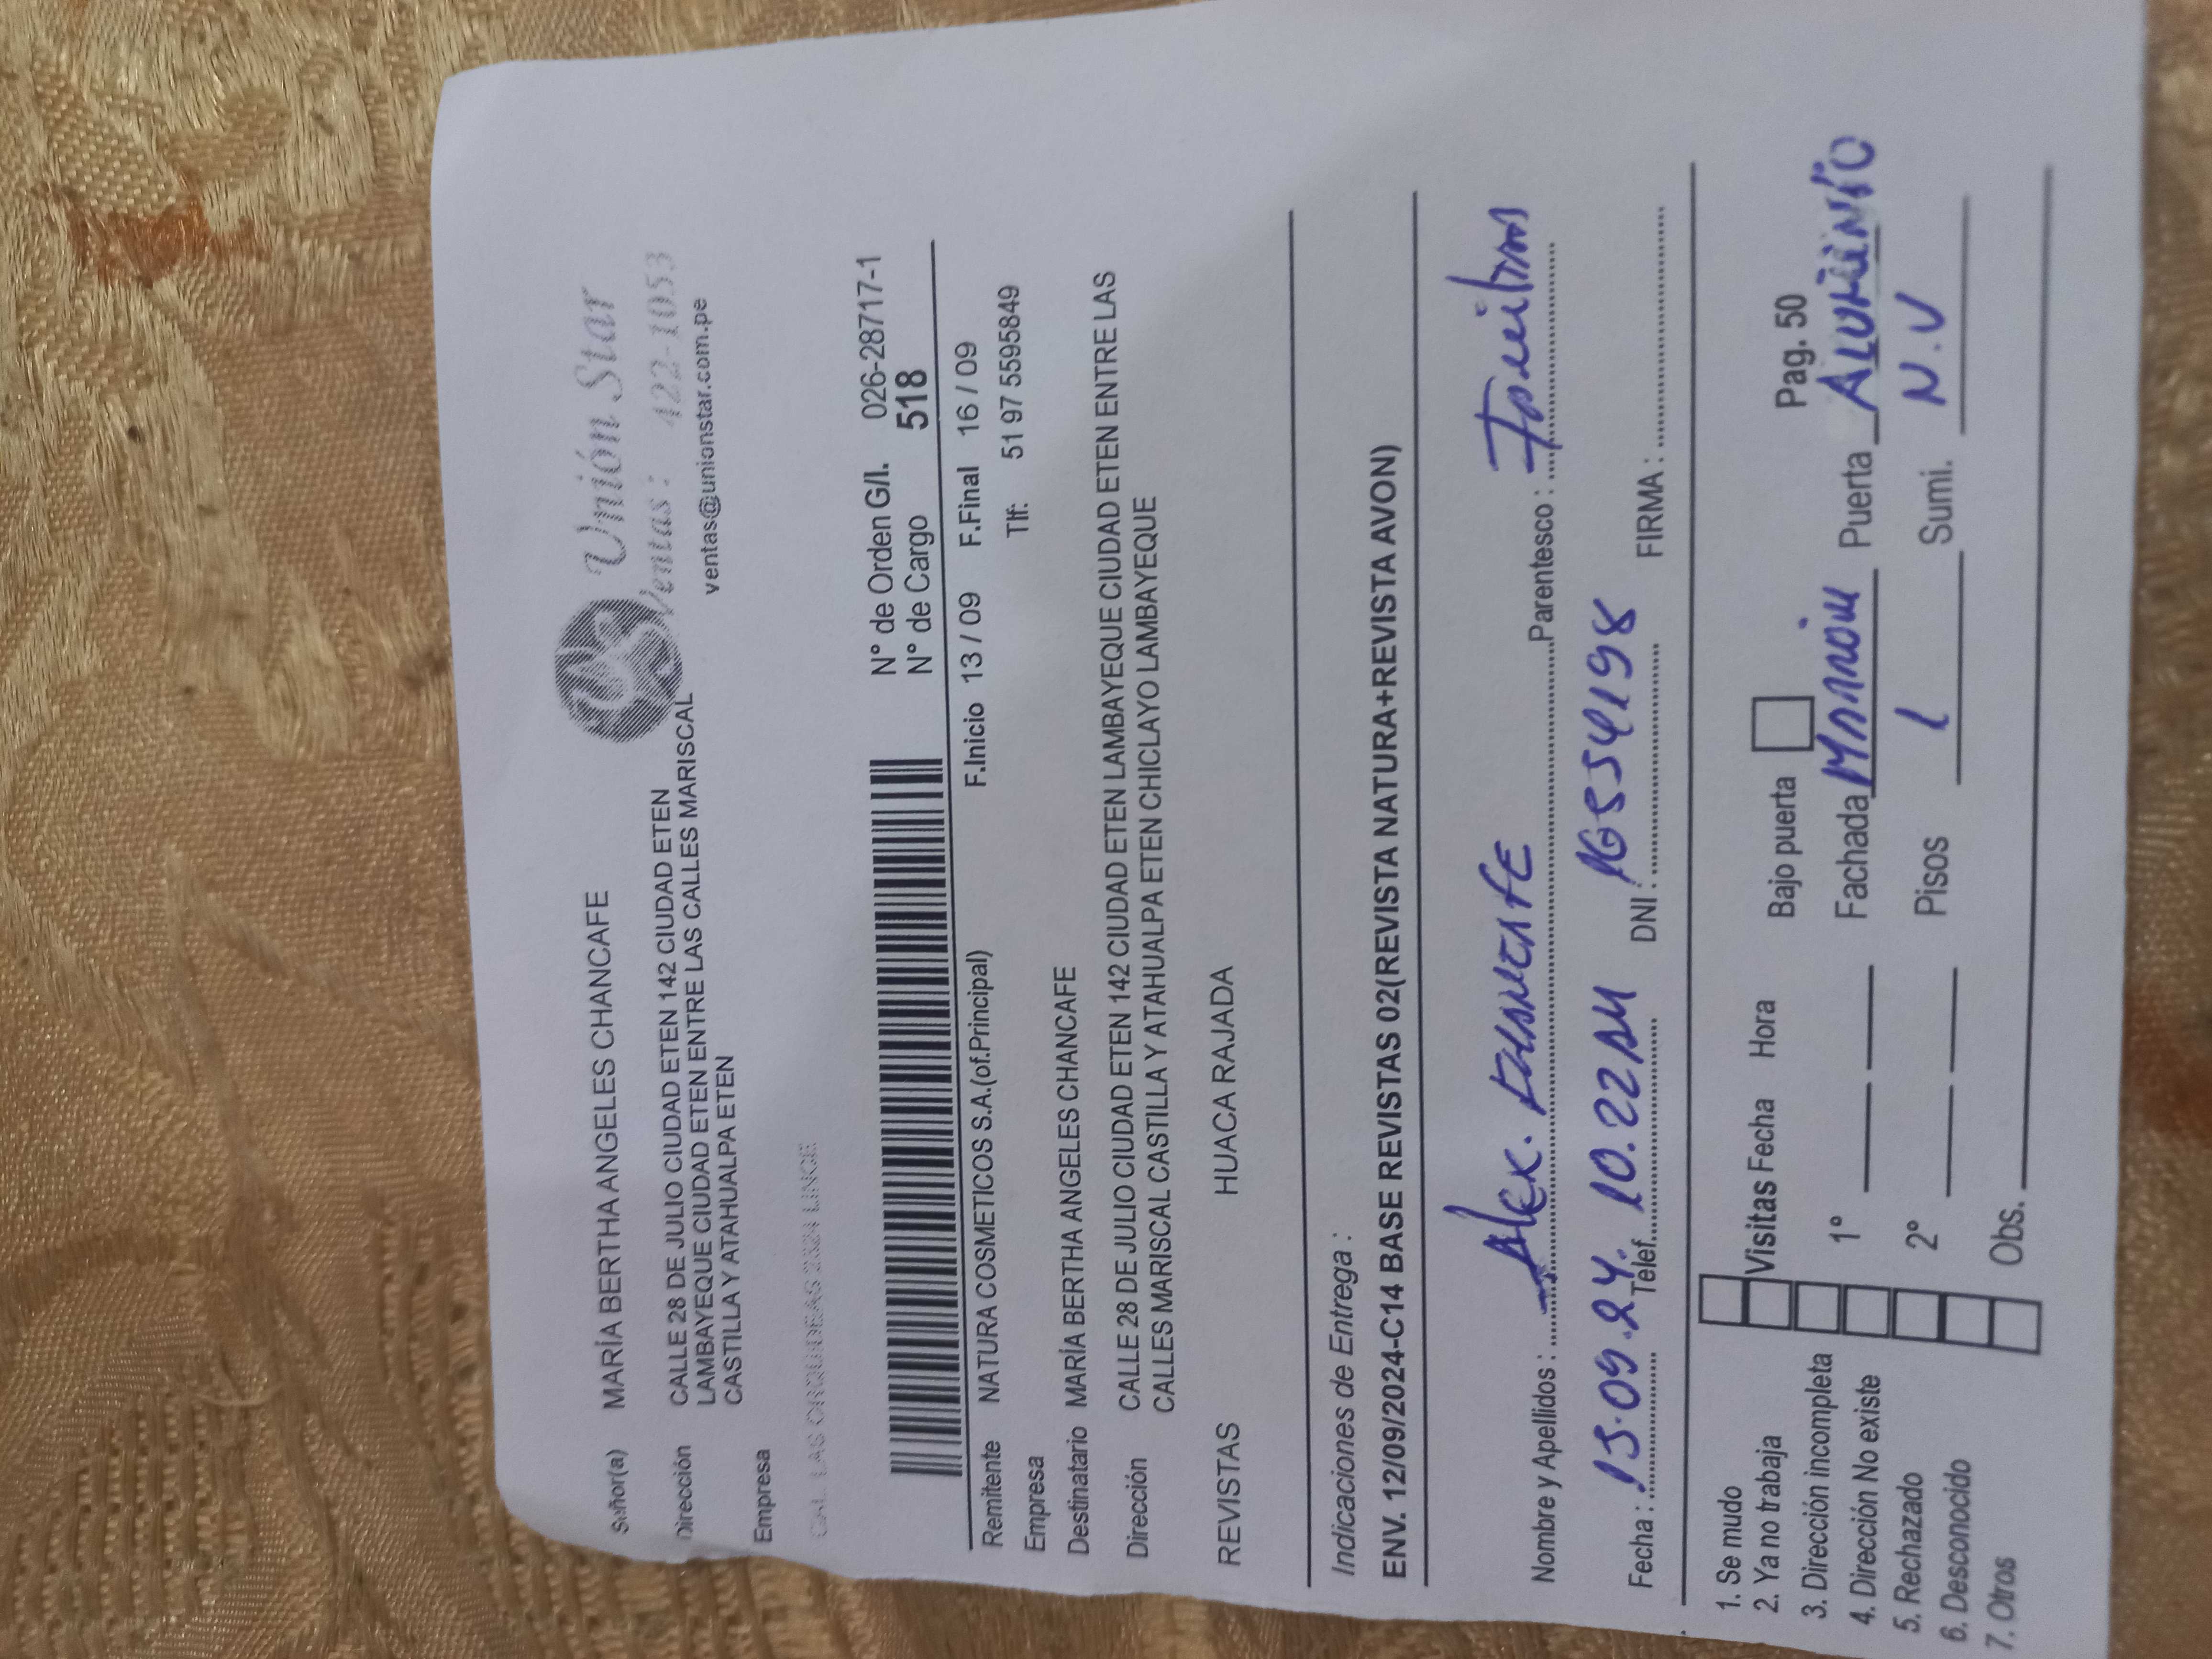 Unión Star
Ventas: 422-1053
ventas@unionstar.com.pe
Señor(a) MARÍA BERTHA ANGELES CHANCAFE
Dirección CALLE 28 DE JULIO CIUDAD ETEN 142 CIUDAD ETEN
LAMBAYEQUE CIUDAD ETEN ENTRE LAS CALLES MARISCAL
CASTILLA Y ATAHUALPA ETEN
Empresa
CAL. LAS ORQUIDEAS LINCE
N° de Orden G/I. 026-28717-1
N° de Cargo 518
F.Inicio 13 / 09 F.Final 16 / 09
Remitente NATURA COSMETICOS S.A.(of.Principal) Tlf: 51 97 5595849
Empresa
Destinatario MARÍA BERTHA ANGELES CHANCAFE
Dirección CALLE 28 DE JULIO CIUDAD ETEN 142 CIUDAD ETEN LAMBAYEQUE CIUDAD ETEN ENTRE LAS
CALLES MARISCAL CASTILLA Y ATAHUALPA ETEN CHICLAYO LAMBAYEQUE
REVISTAS HUACA RAJADA
Indicaciones de Entrega :
ENV. 12/09/2024-C14 BASE REVISTAS 02(REVISTA NATURA+REVISTA AVON)
Nombre y Apellidos : Alex. Parentesco :
Fecha : 13.09.24. Telef. 10.22AM DNI : 16534198 FIRMA :
1. Se mudo
2. Ya no trabaja
3. Dirección incompleta
4. Dirección No existe
5. Rechazado
6. Desconocido
7. Otros
Visitas Fecha Hora Bajo puerta Pag. 50
1° Fachada Marron Puerta ALUMINIO
2° Pisos 1 Sumi. N.V
Obs.